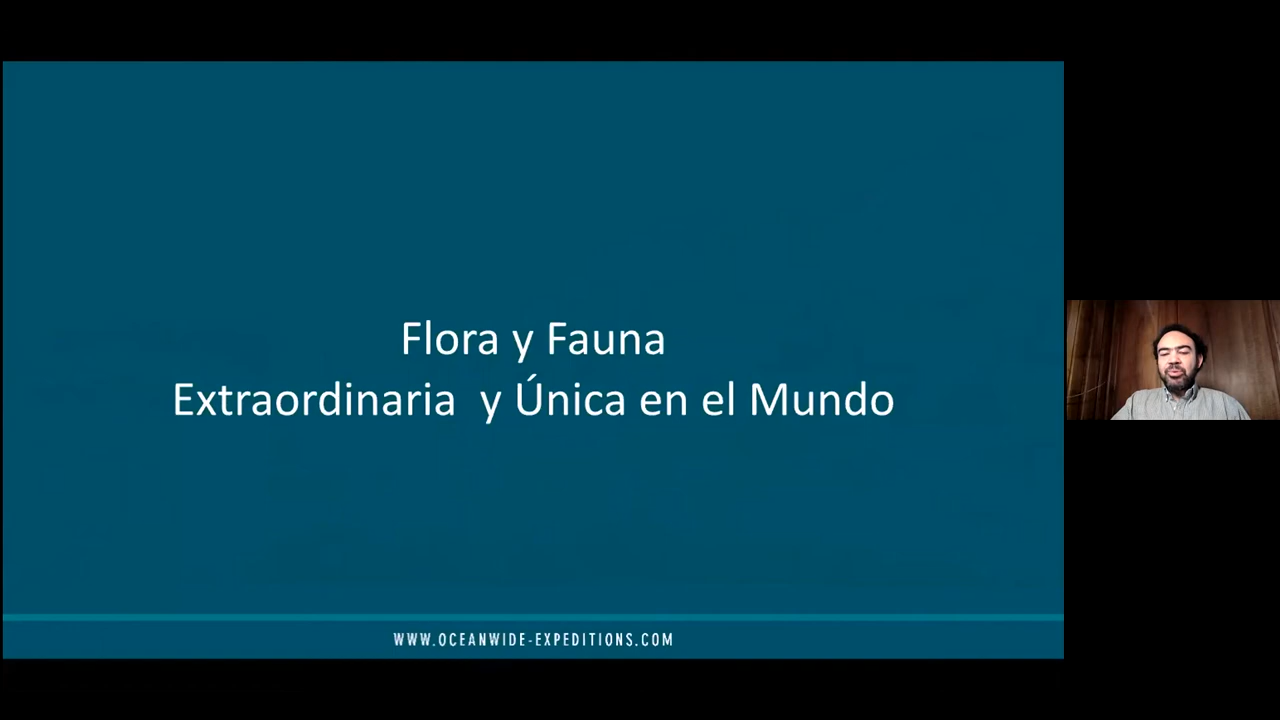 Flora y Fauna
Extraordinaria  y Única en el Mundo
WWW.OCEANWIDE-EXPEDITIONS.COM